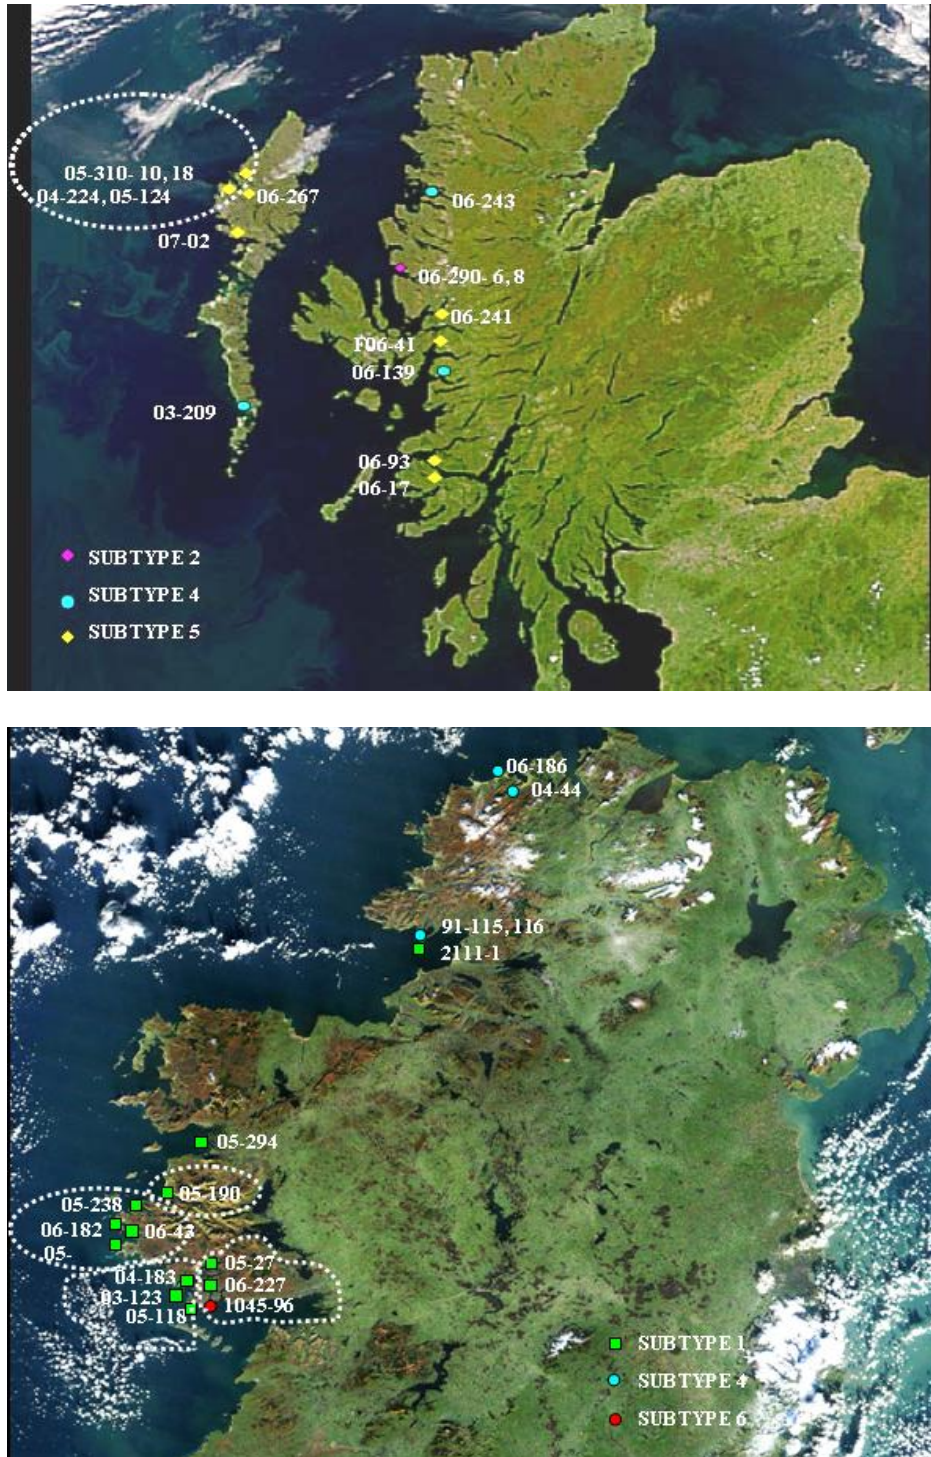 05-310- 10, 18
04-224, 05-124
06-267
07-02
06-243
06-290- 6, 8
06-241
F06-41
06-139
03-209
06-93
06-17
SUBTYPE 2
SUBTYPE 4
SUBTYPE 5
06-186
04-44
91-115, 116
2111-1
05-294
05-190
05-238
06-182
06-43
05-
05-27
04-183
06-227
03-123
1045-96
05-118
SUBTYPE 1
SUBTYPE 4
SUBTYPE 6